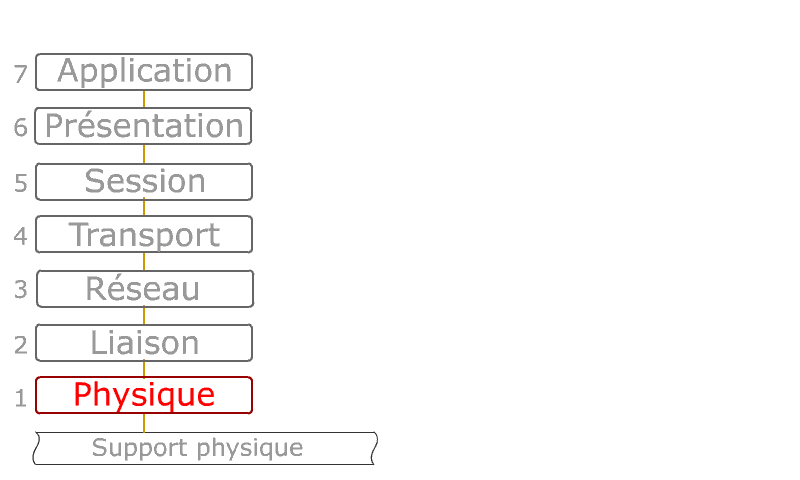 7 Application
6 Présentation
5 Session
4 Transport
3 Réseau
2 Liaison
1 Physique
Support physique